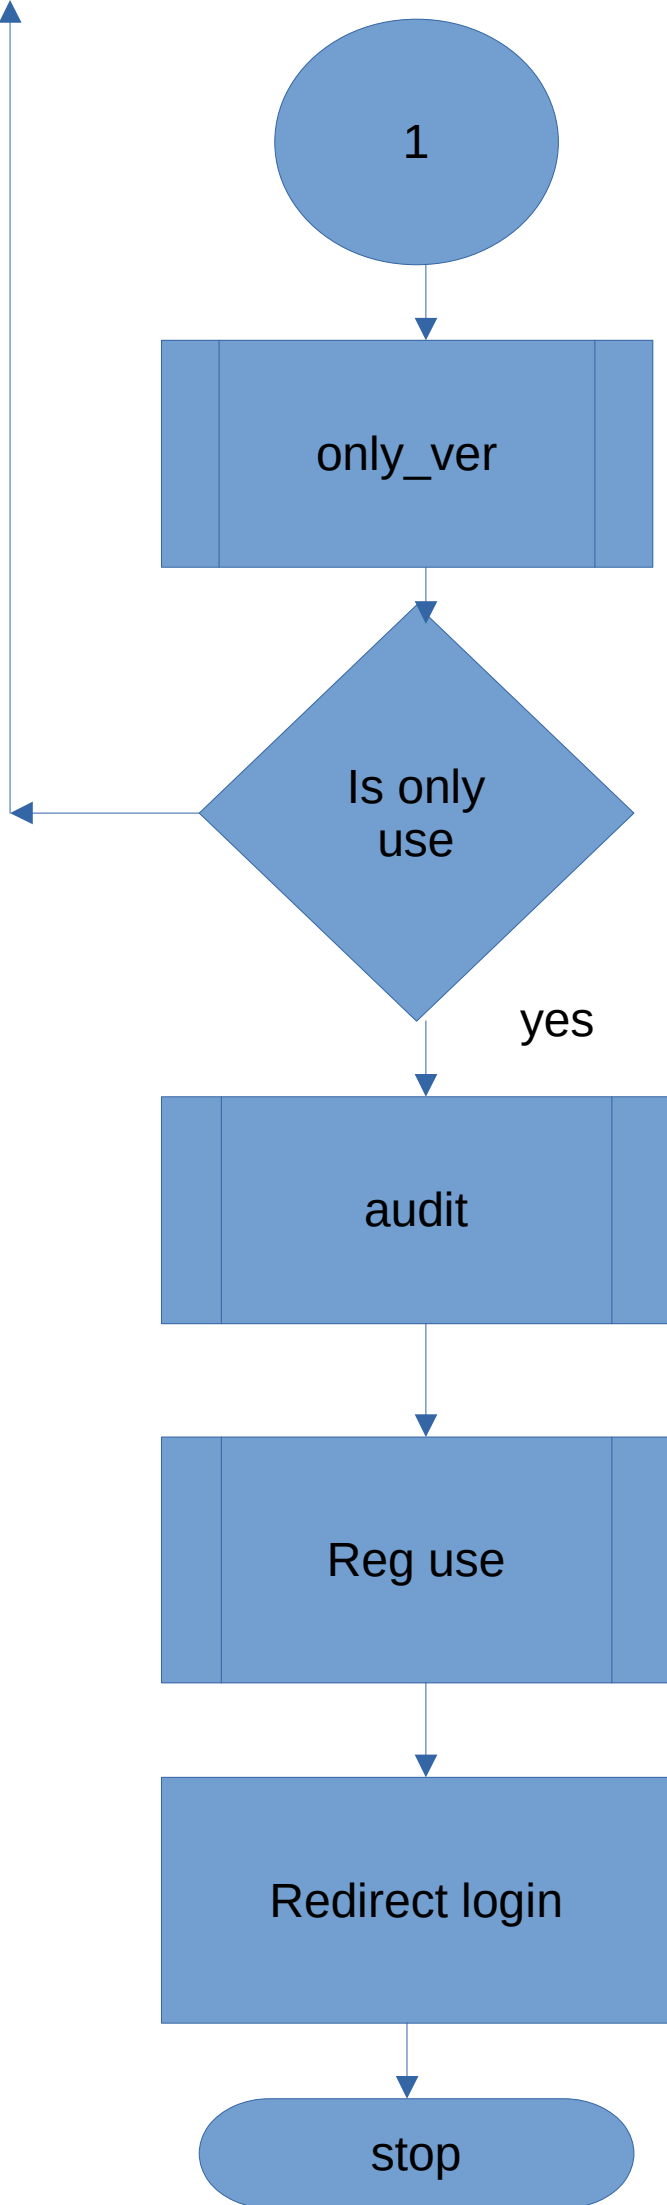 1
only_ver
Is only
use
yes
audit
Reg use
Redirect login
stop